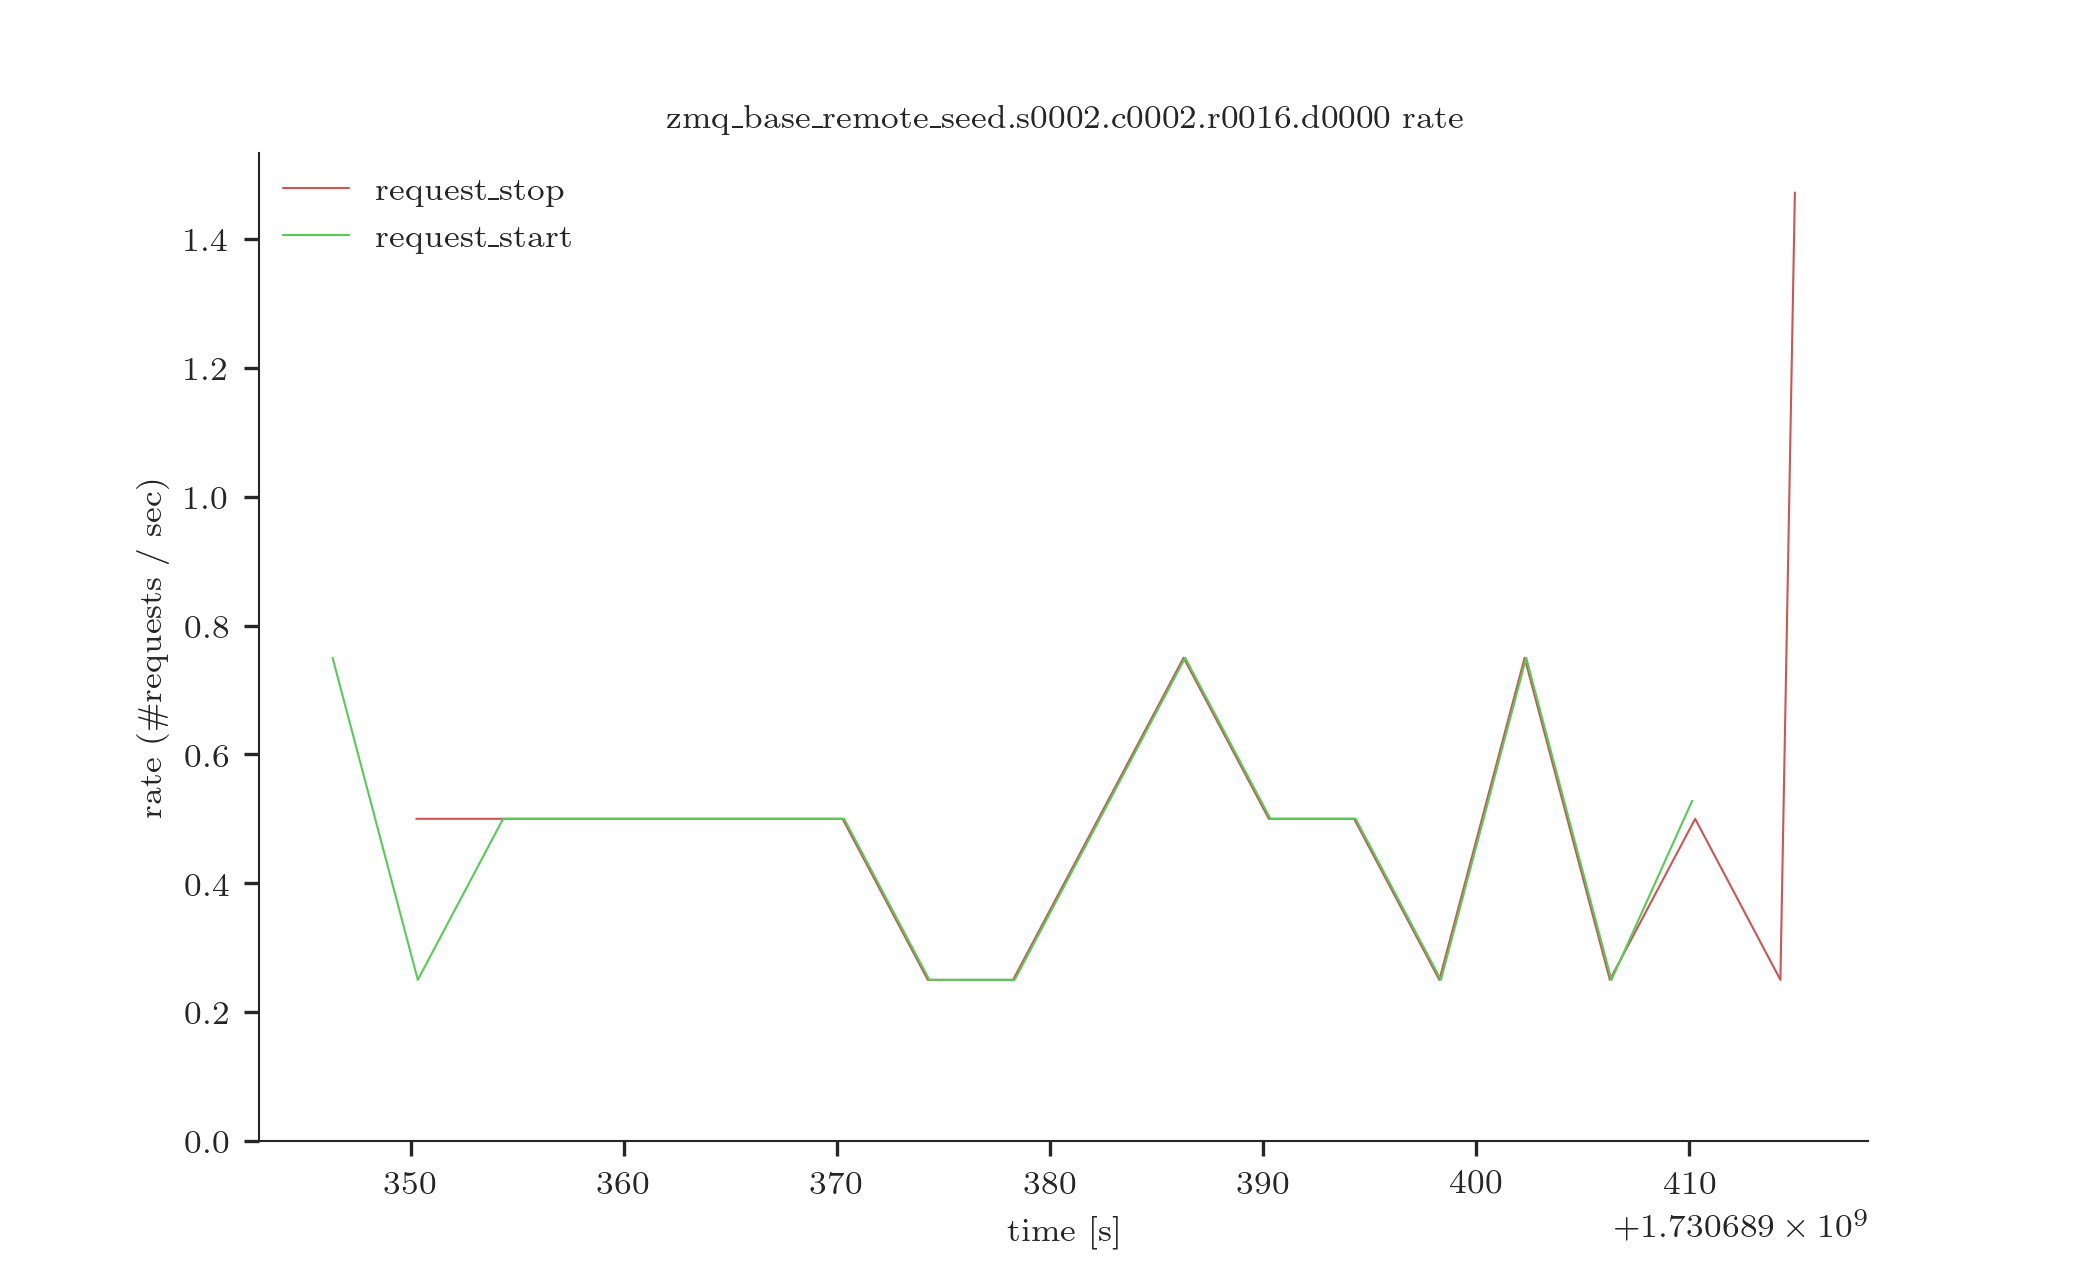 zmq_base_remote_seed.s0002.c0002.r0016.d0000 rate
request_stop
request_start
rate (#requests / sec)
1.4
1.2
1.0
0.8
0.6
0.4
0.2
0.0
350 360 370 380 390 400 410
time [s]
+1.730689 × 10⁹